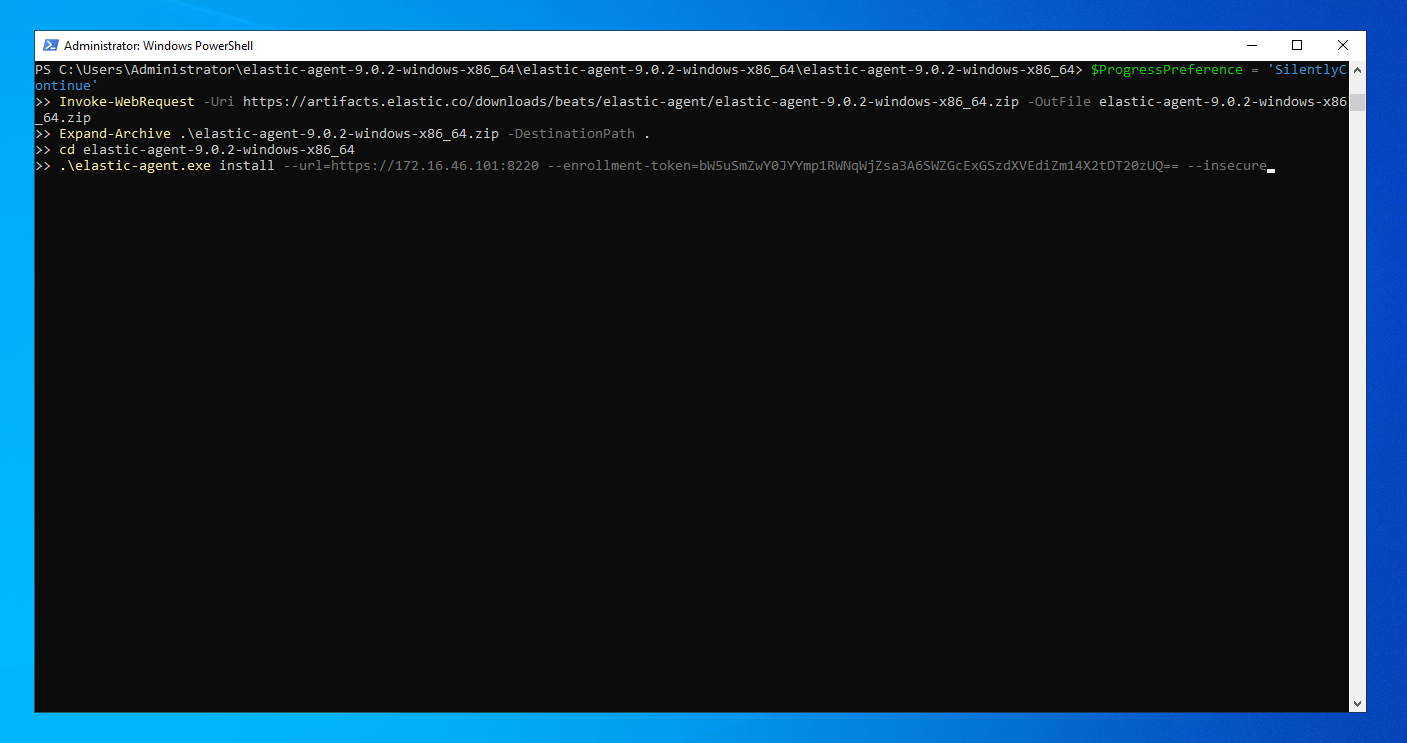 Administrator: Windows PowerShell
PS C:\Users\Administrator\elastic-agent-9.0.2-windows-x86_64\elastic-agent-9.0.2-windows-x86_64\elastic-agent-9.0.2-windows-x86_64> $ProgressPreference = 'SilentlyC
ontinue'
>> Invoke-WebRequest -Uri https://artifacts.elastic.co/downloads/beats/elastic-agent/elastic-agent-9.0.2-windows-x86_64.zip -OutFile elastic-agent-9.0.2-windows-x86
_64.zip
>> Expand-Archive .\elastic-agent-9.0.2-windows-x86_64.zip -DestinationPath .
>> cd elastic-agent-9.0.2-windows-x86_64
>> .\elastic-agent.exe install --url=https://172.16.46.101:8220 --enrollment-token=bW5uSmZwY0JYYmp1RWNqWjZsa3A6SWZGcExGSzdXVEdiZm14X2tDT20zUQ== --insecure